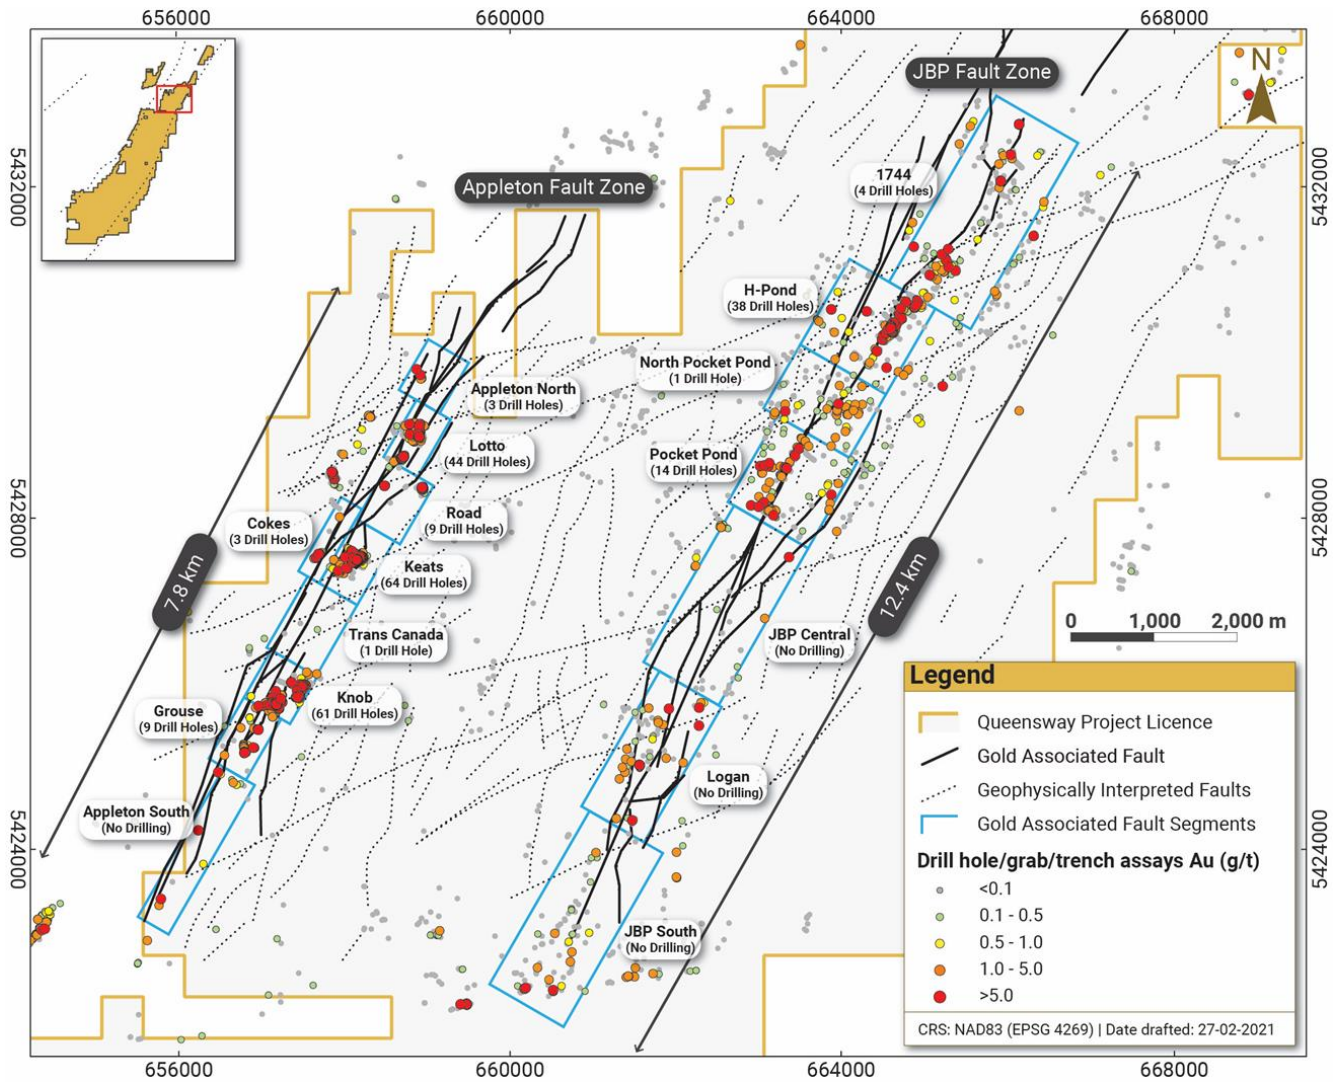 656000
660000
664000
668000
N
JBP Fault Zone
Appleton Fault Zone
5432000
5432000
1744
(4 Drill Holes)
H-Pond
(38 Drill Holes)
North Pocket Pond
(1 Drill Hole)
Appleton North
(3 Drill Holes)
Lotto
(44 Drill Holes)
Pocket Pond
(14 Drill Holes)
Road
(9 Drill Holes)
Cokes
(3 Drill Holes)
5428000
5428000
Keats
(64 Drill Holes)
7.8 km
12.4 km
Trans Canada
(1 Drill Hole)
JBP Central
(No Drilling)
0 1,000 2,000 m
Knob
(61 Drill Holes)
Grouse
(9 Drill Holes)
Logan
(No Drilling)
Appleton South
(No Drilling)
5424000
5424000
JBP South
(No Drilling)
Legend
Queensway Project Licence
Gold Associated Fault
Geophysically Interpreted Faults
Gold Associated Fault Segments
Drill hole/grab/trench assays Au (g/t)
<0.1
0.1 - 0.5
0.5 - 1.0
1.0 - 5.0
>5.0
CRS: NAD83 (EPSG 4269) | Date drafted: 27-02-2021
656000
660000
664000
668000